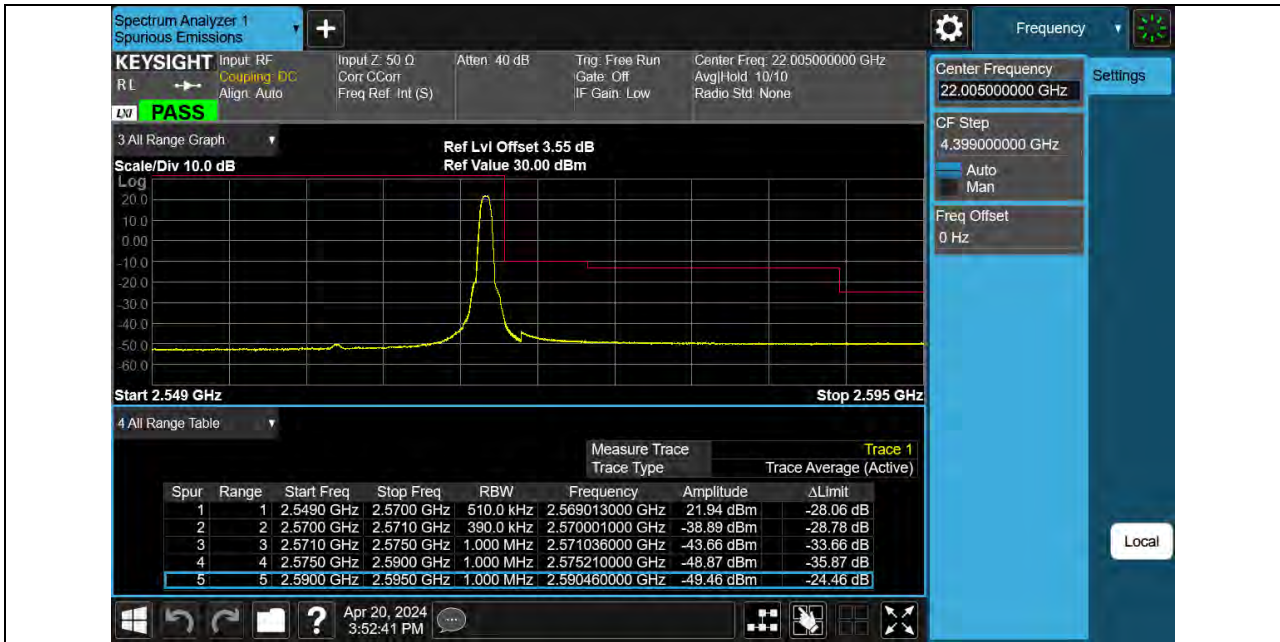 Spectrum Analyzer 1
Spurious Emissions
Frequency
KEYSIGHT
RL
LXI PASS
Input: RF
Coupling: DC
Align: Auto
Input Z: 50 Ω
Corr CCorr
Freq Ref: Int (S)
Atten: 40 dB
Trig: Free Run
Gate: Off
IF Gain: Low
Center Freq: 22.005000000 GHz
Avg|Hold: 10/10
Radio Std: None
Center Frequency
22.005000000 GHz
Settings
CF Step
4.399000000 GHz
Auto
Man
Freq Offset
0 Hz
Local
3 All Range Graph
Ref Lvl Offset 3.55 dB
Scale/Div 10.0 dB
Ref Value 30.00 dBm
Log
20.0
10.0
0.00
-10.0
-20.0
-30.0
-40.0
-50.0
-60.0
Start 2.549 GHz
Stop 2.595 GHz
4 All Range Table
Measure Trace Trace 1
Trace Type Trace Average (Active)
Spur Range Start Freq Stop Freq RBW Frequency Amplitude ΔLimit
1 1 2.5490 GHz 2.5700 GHz 510.0 kHz 2.569013000 GHz 21.94 dBm -28.06 dB
2 2 2.5700 GHz 2.5710 GHz 390.0 kHz 2.570001000 GHz -38.89 dBm -28.78 dB
3 3 2.5710 GHz 2.5750 GHz 1.000 MHz 2.571036000 GHz -43.66 dBm -33.66 dB
4 4 2.5750 GHz 2.5900 GHz 1.000 MHz 2.575210000 GHz -48.87 dBm -35.87 dB
5 5 2.5900 GHz 2.5950 GHz 1.000 MHz 2.590460000 GHz -49.46 dBm -24.46 dB
Apr 20, 2024
3:52:41 PM